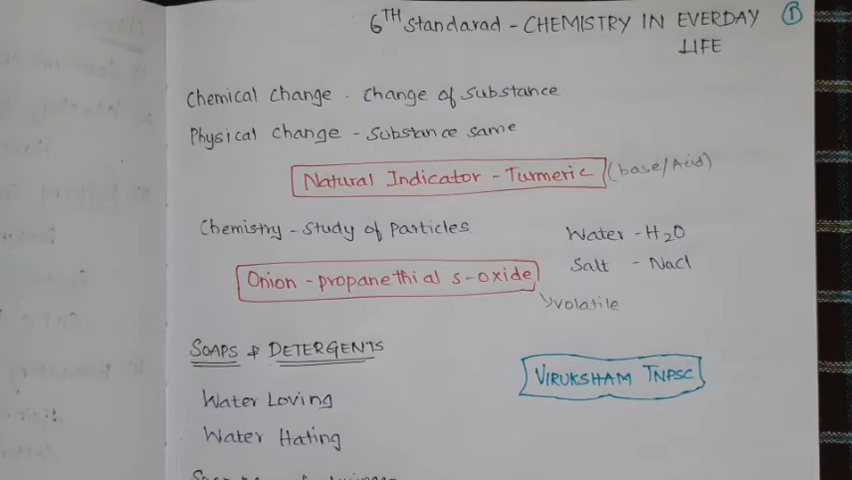 6TH Standarad - CHEMISTRY IN EVERDAY LIFE
1
Chemical Change - Change of Substance
Physical Change - Substance same
Natural Indicator - Turmeric (base/Acid)
Chemistry - Study of Particles
Water - H2O
Salt - Nacl
Onion - propanethial s-oxide
volatile
SOAPS & DETERGENTS
VIRUKSHAM TNPSC
Water Loving
Water Hating